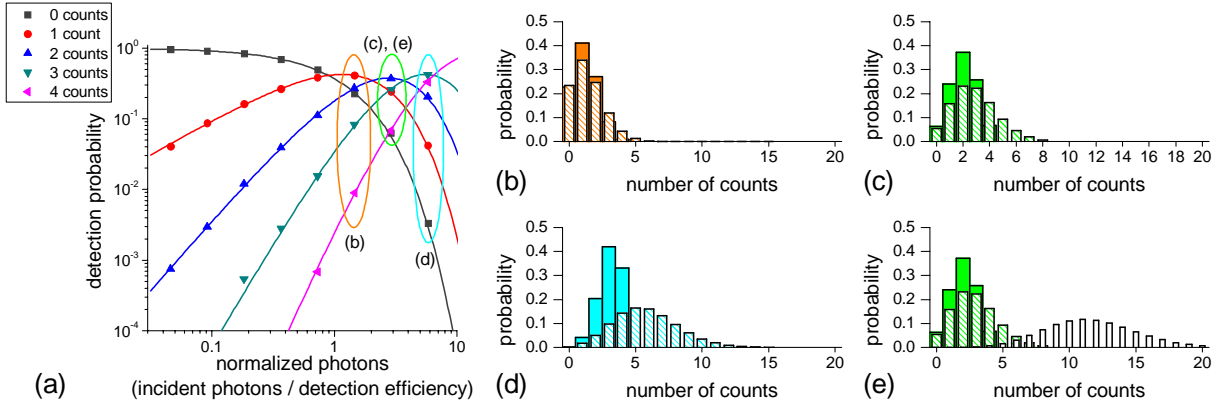 0 counts
1 count
2 counts
3 counts
4 counts
10^0
10^-1
10^-2
10^-3
10^-4
0.1
1
10
detection probability
normalized photons
(incident photons / detection efficiency)
(c) , (e)
(b)
(d)
(a)
0.5
0.4
0.3
0.2
0.1
0.0
0 5 10 15 20
probability
number of counts
(b)
0.5
0.4
0.3
0.2
0.1
0.0
0 2 4 6 8 10 12 14 16 18 20
probability
number of counts
(c)
0.5
0.4
0.3
0.2
0.1
0.0
0 5 10 15 20
probability
number of counts
(d)
0.5
0.4
0.3
0.2
0.1
0.0
0 5 10 15 20
probability
number of counts
(e)